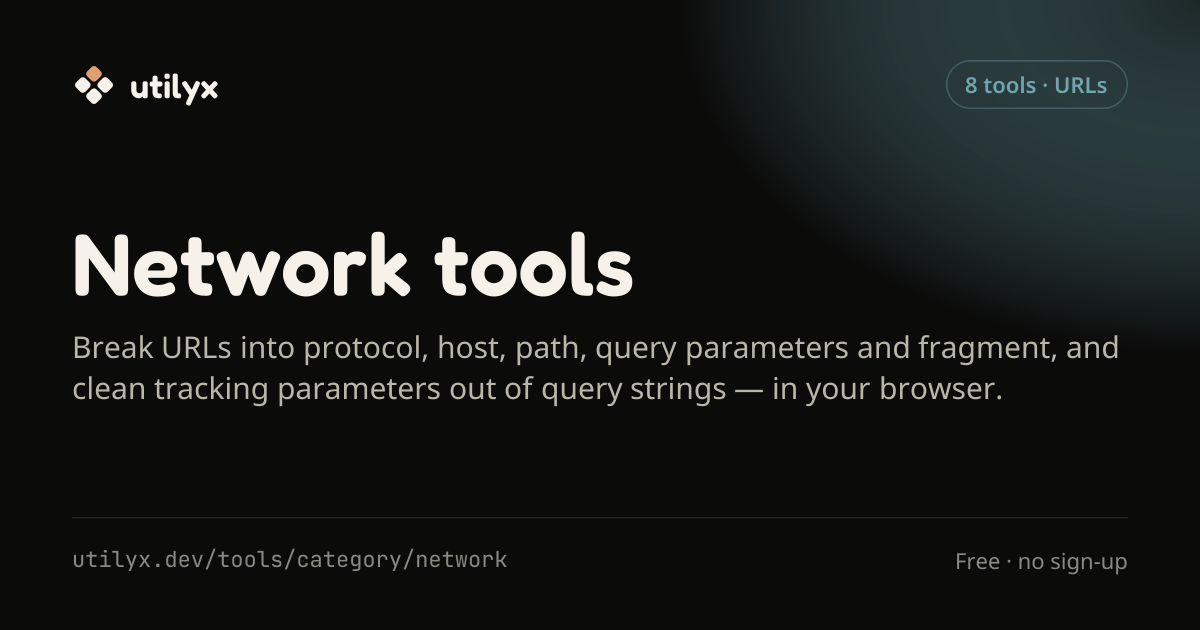 utilyx
8 tools · URLs
Network tools
Break URLs into protocol, host, path, query parameters and fragment, and
clean tracking parameters out of query strings — in your browser.
utilyx.dev/tools/category/network
Free · no sign-up